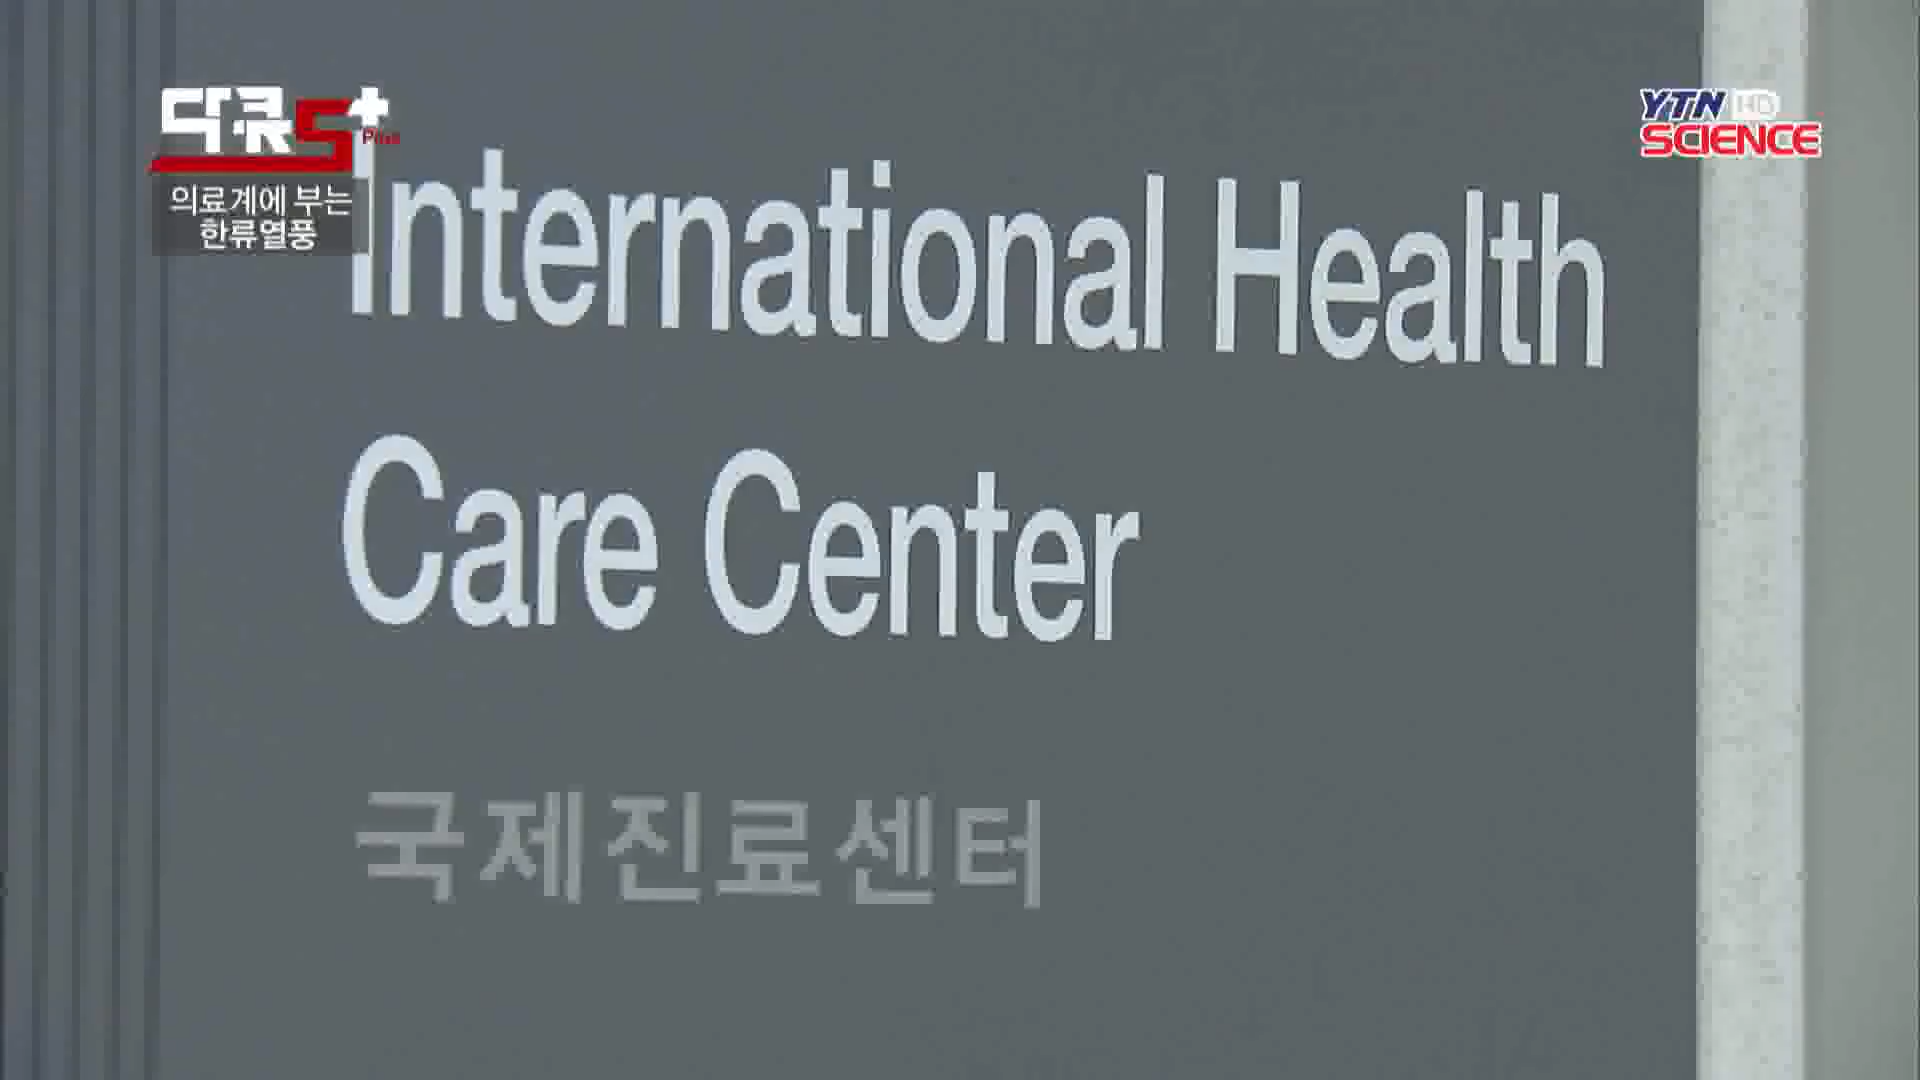 다큐S+
Plus
의료계에 부는
한류열풍
YTN HD
SCIENCE
International Health
Care Center
국제진료센터